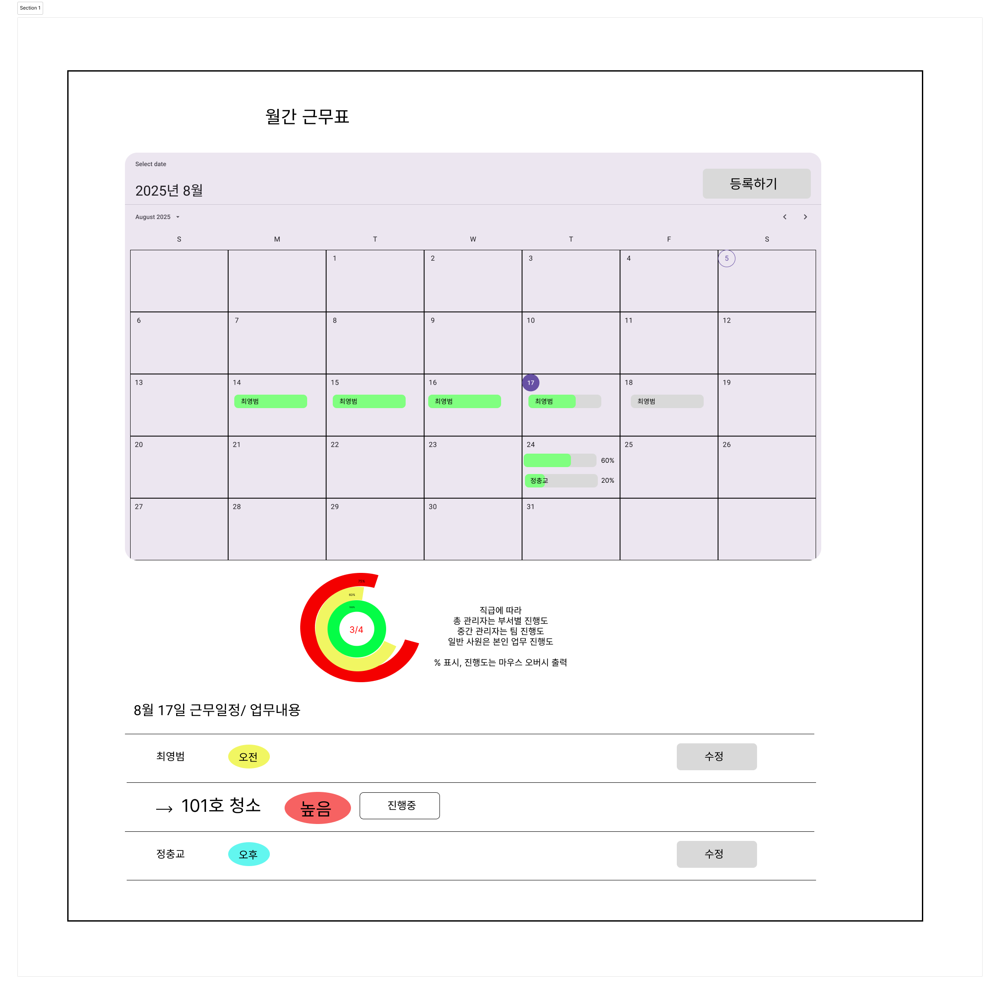 Section 1
월간 근무표
Select date
2025년 8월
등록하기
August 2025
S M T W T F S
1 2 3 4 5
6 7 8 9 10 11 12
13 14 15 16 17 18 19
최영범 최영범 최영범 최영범 최영범
20 21 22 23 24 25 26
60%
정충교 20%
27 28 29 30 31
75%
60%
100%
3/4
직급에 따라
총 관리자는 부서별 진행도
중간 관리자는 팀 진행도
일반 사원은 본인 업무 진행도
% 표시, 진행도는 마우스 오버시 출력
8월 17일 근무일정/ 업무내용
최영범 오전 수정
101호 청소 높음 진행중
정충교 오후 수정